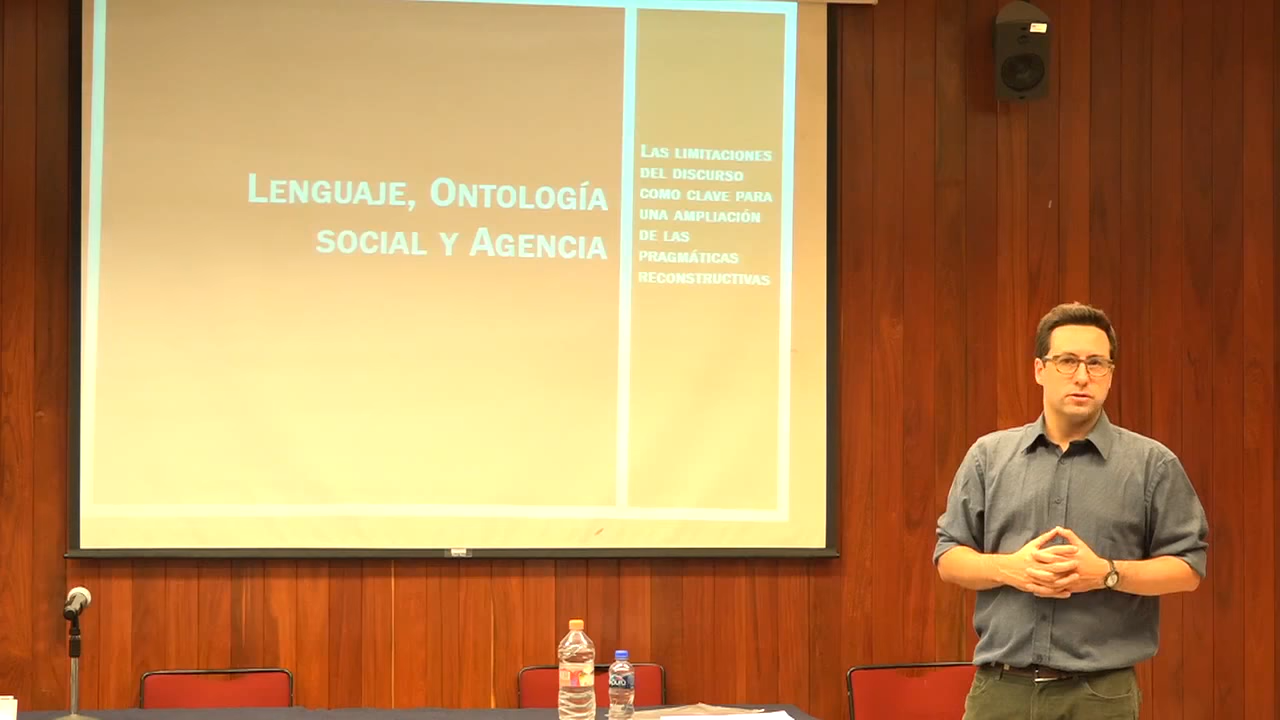 Lenguaje, Ontología
social y Agencia
Las limitaciones
del discurso
como clave para
una ampliación
de las
pragmáticas
reconstructivas